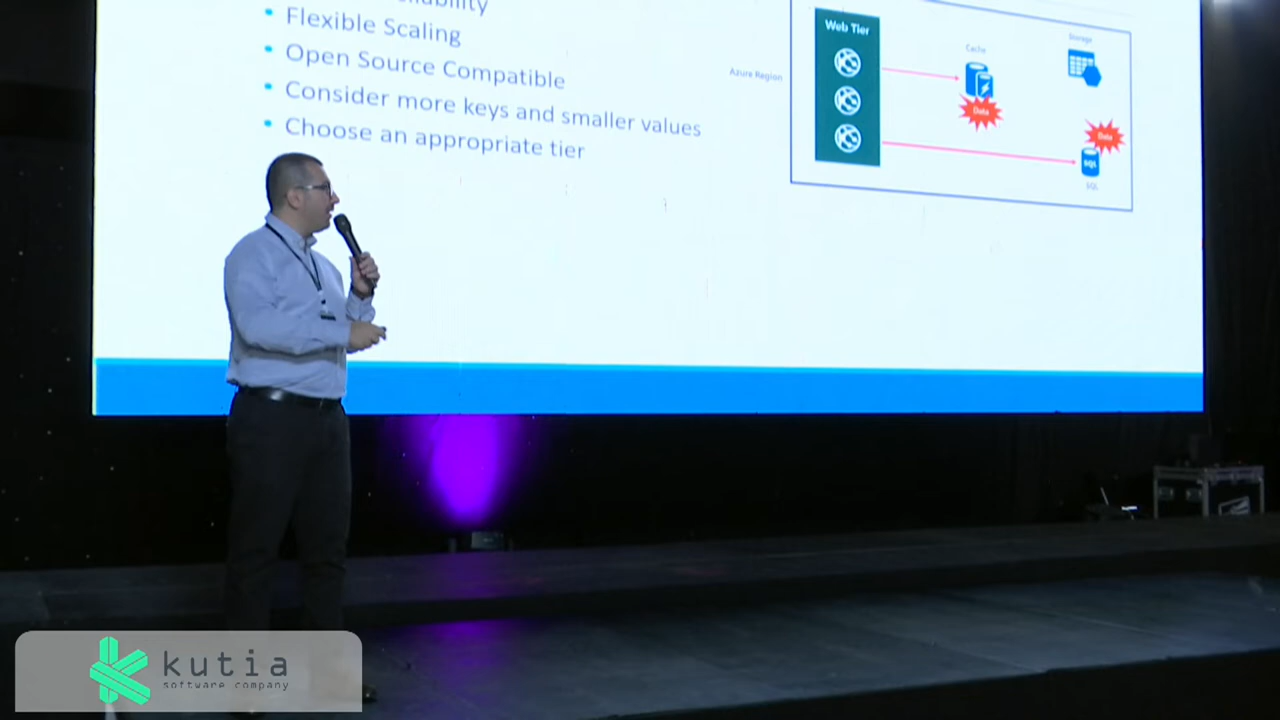 Flexible Scaling
Open Source Compatible
Consider more keys and smaller values
Choose an appropriate tier
Azure Region
Web Tier
Cache
Data
Storage
Data
SQL
SQL
kutia
software company